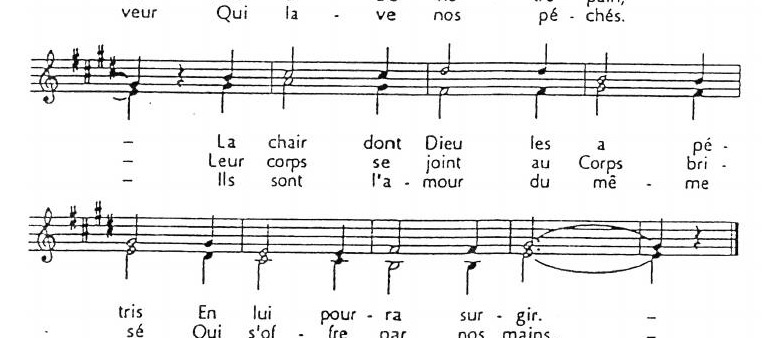 veur Qui la - ve nos pé - chés.
– La chair dont Dieu les a pé -
– Leur corps se joint au Corps bri -
– Ils sont l'a - mour du mê - me
tris En lui pour - ra sur - gir. –
sé Qui s'of - fre par nos mains –